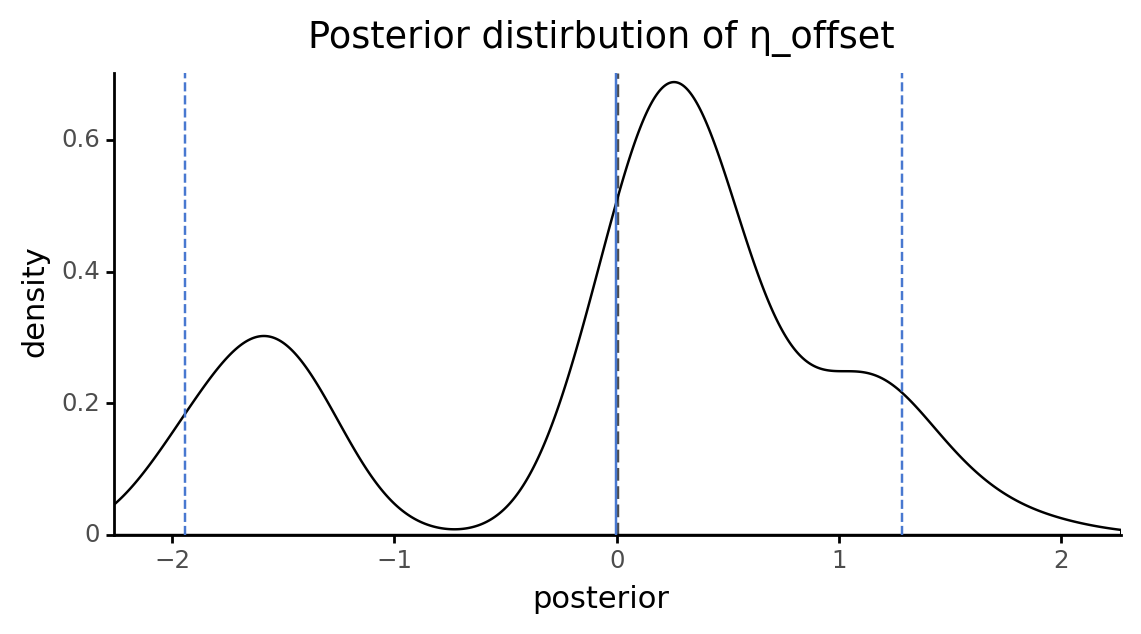 Posterior distirbution of η_offset
density
0.6
0.4
0.2
0
−2 −1 0 1 2
posterior